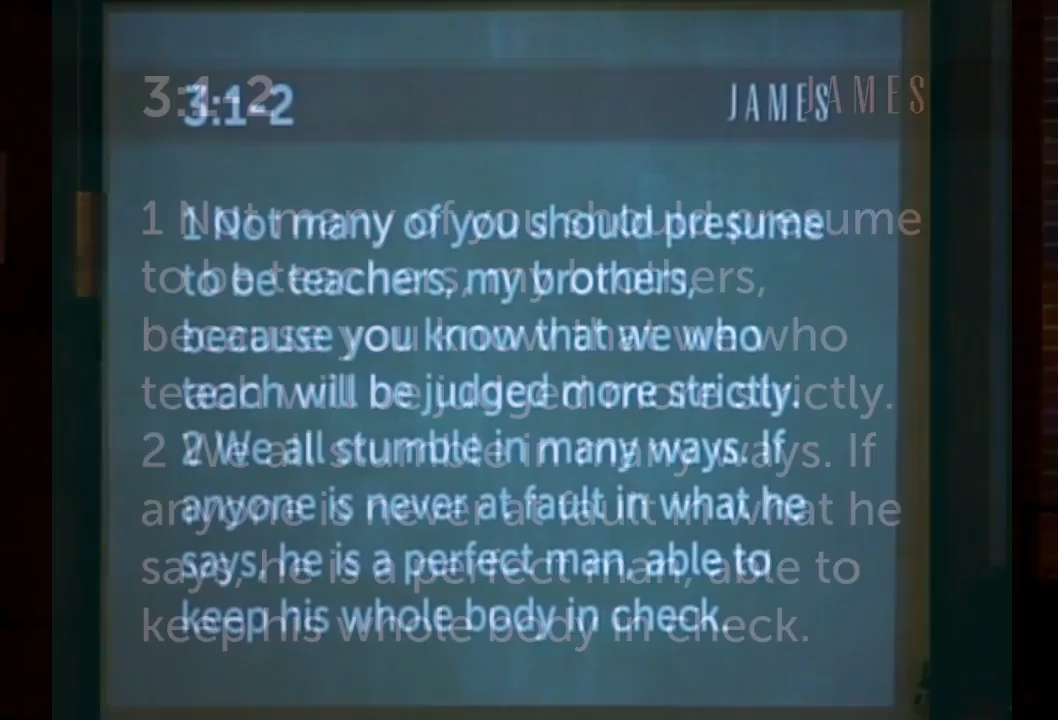 3:1-2 JAMES
1 Not many of you should presume
to be teachers, my brothers,
because you know that we who
teach will be judged more strictly.
2 We all stumble in many ways. If
anyone is never at fault in what he
says, he is a perfect man, able to
keep his whole body in check.